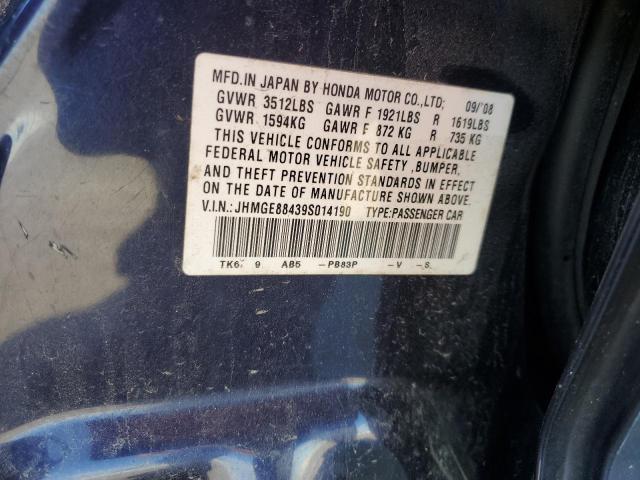 MFD.IN JAPAN BY HONDA MOTOR CO.,LTD; 09/'08
GVWR 3512LBS GAWR F 1921LBS R 1619LBS
GVWR 1594KG GAWR F 872 KG R 735 KG
THIS VEHICLE CONFORMS TO ALL APPLICABLE
FEDERAL MOTOR VEHICLE SAFETY ,BUMPER,
AND THEFT PREVENTION STANDARDS IN EFFECT
ON THE DATE OF MANUFACTURE SHOWN ABOVE.
V.I.N.: JHMGE88439S014190 TYPE:PASSENGER CAR
TK6 9 AB5 -PB83P -V -S